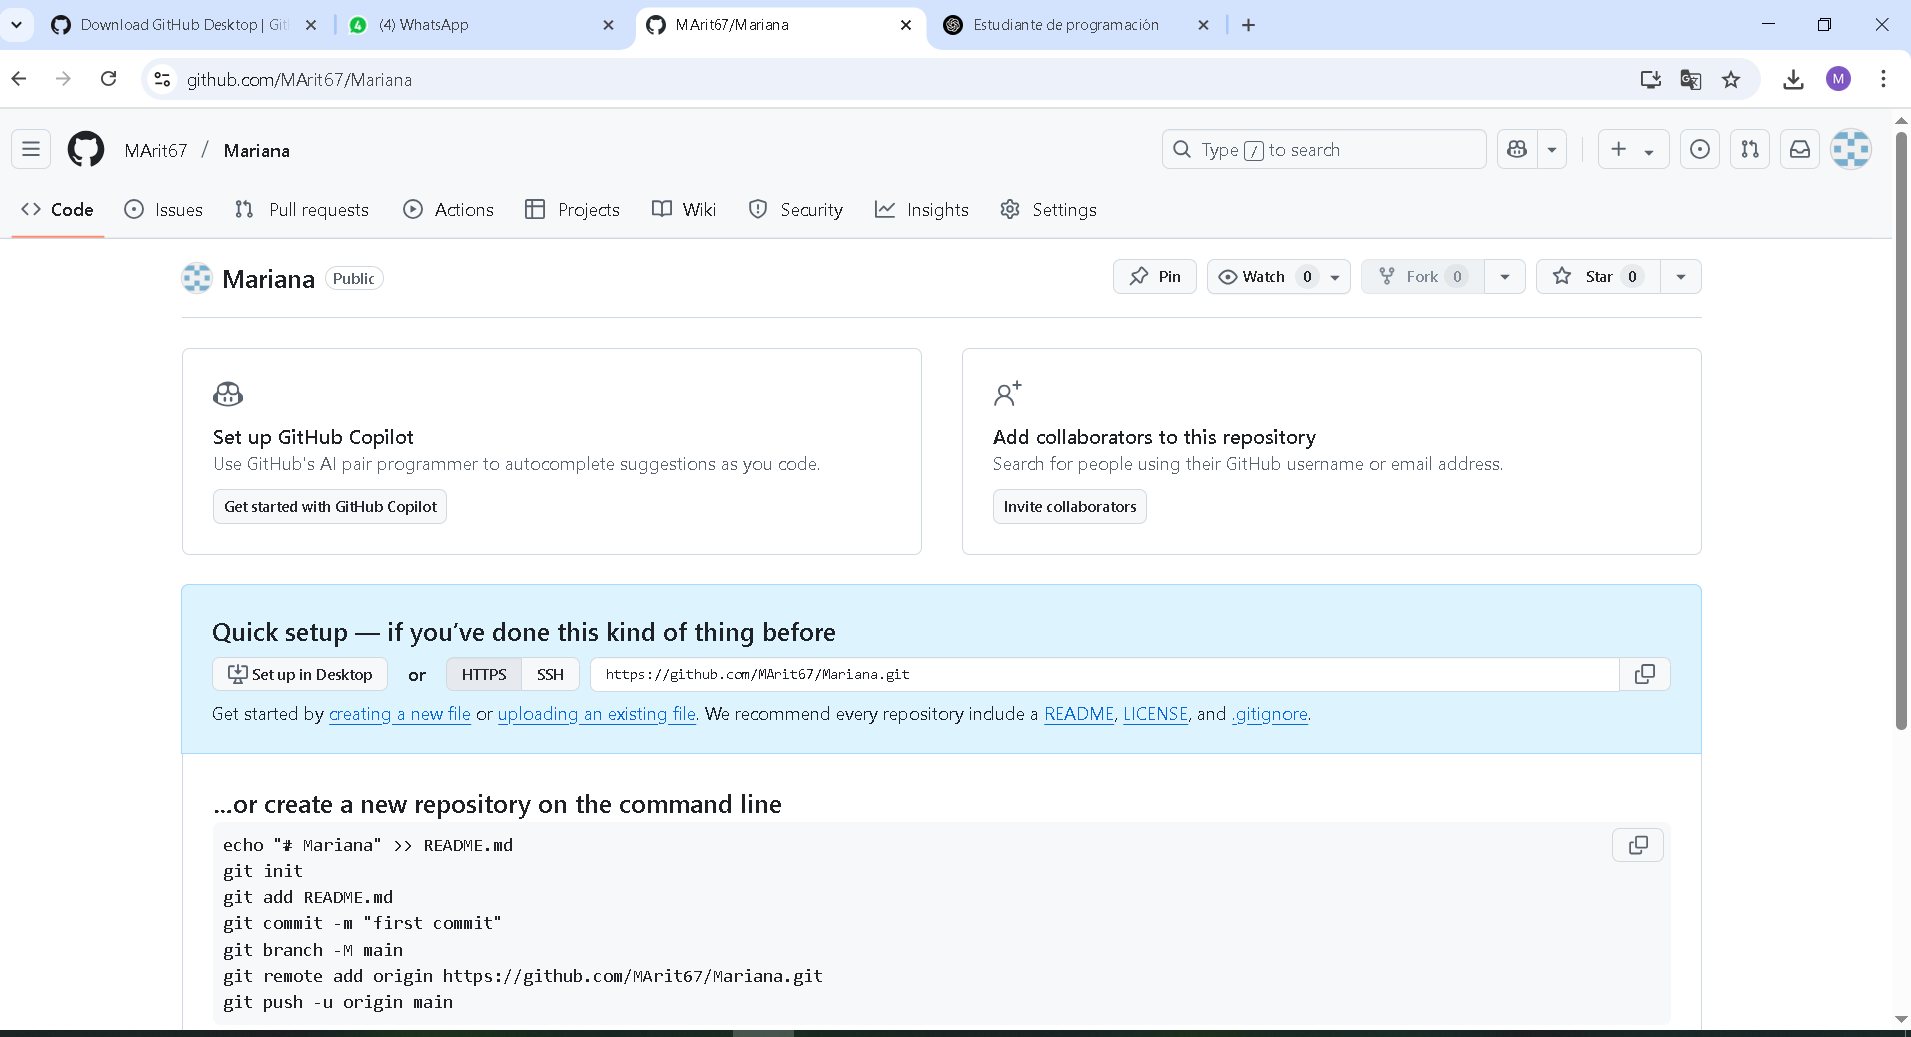 Download GitHub Desktop | Git
(4) WhatsApp
MArit67/Mariana
Estudiante de programación
github.com/MArit67/Mariana
M
MArit67 / Mariana
Type / to search
Code
Issues
Pull requests
Actions
Projects
Wiki
Security
Insights
Settings
Mariana Public
Pin
Watch 0
Fork 0
Star 0
Set up GitHub Copilot
Use GitHub's AI pair programmer to autocomplete suggestions as you code.
Get started with GitHub Copilot
Add collaborators to this repository
Search for people using their GitHub username or email address.
Invite collaborators
Quick setup — if you’ve done this kind of thing before
Set up in Desktop or HTTPS SSH https://github.com/MArit67/Mariana.git
Get started by creating a new file or uploading an existing file. We recommend every repository include a README, LICENSE, and .gitignore.
...or create a new repository on the command line
echo "# Mariana" >> README.md
git init
git add README.md
git commit -m "first commit"
git branch -M main
git remote add origin https://github.com/MArit67/Mariana.git
git push -u origin main